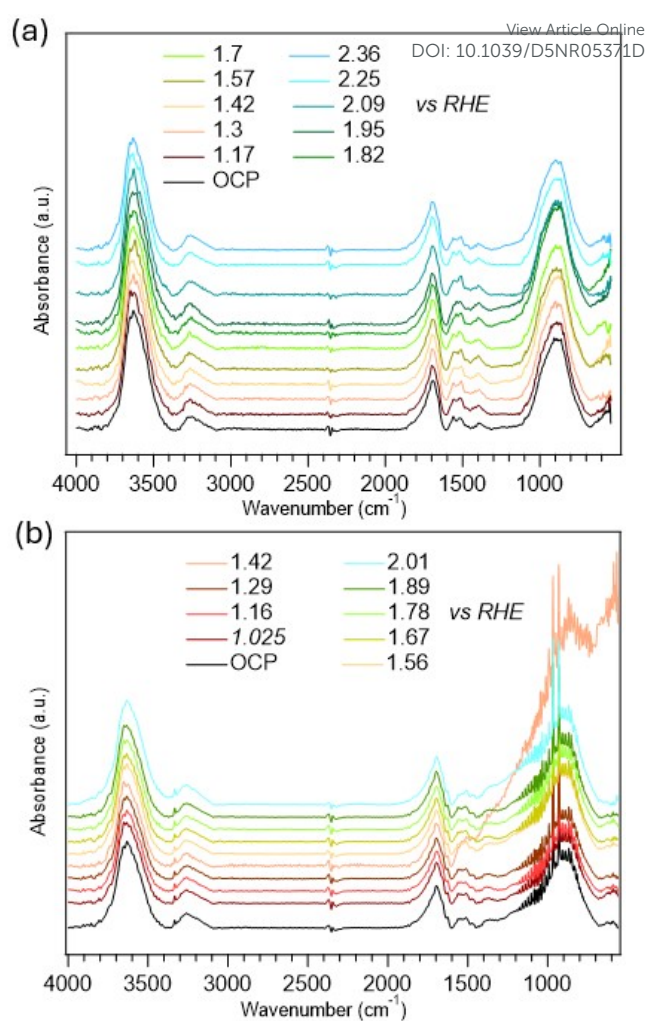 (a)
View Article Online
DOI: 10.1039/D5NR05371D
1.7 2.36
1.57 2.25
1.42 2.09 vs RHE
1.3 1.95
1.17 1.82
OCP
Absorbance (a.u.)
4000 3500 3000 2500 2000 1500 1000
Wavenumber (cm-1)
(b)
1.42 2.01
1.29 1.89
1.16 1.78 vs RHE
1.025 1.67
OCP 1.56
Absorbance (a.u.)
4000 3500 3000 2500 2000 1500 1000
Wavenumber (cm-1)